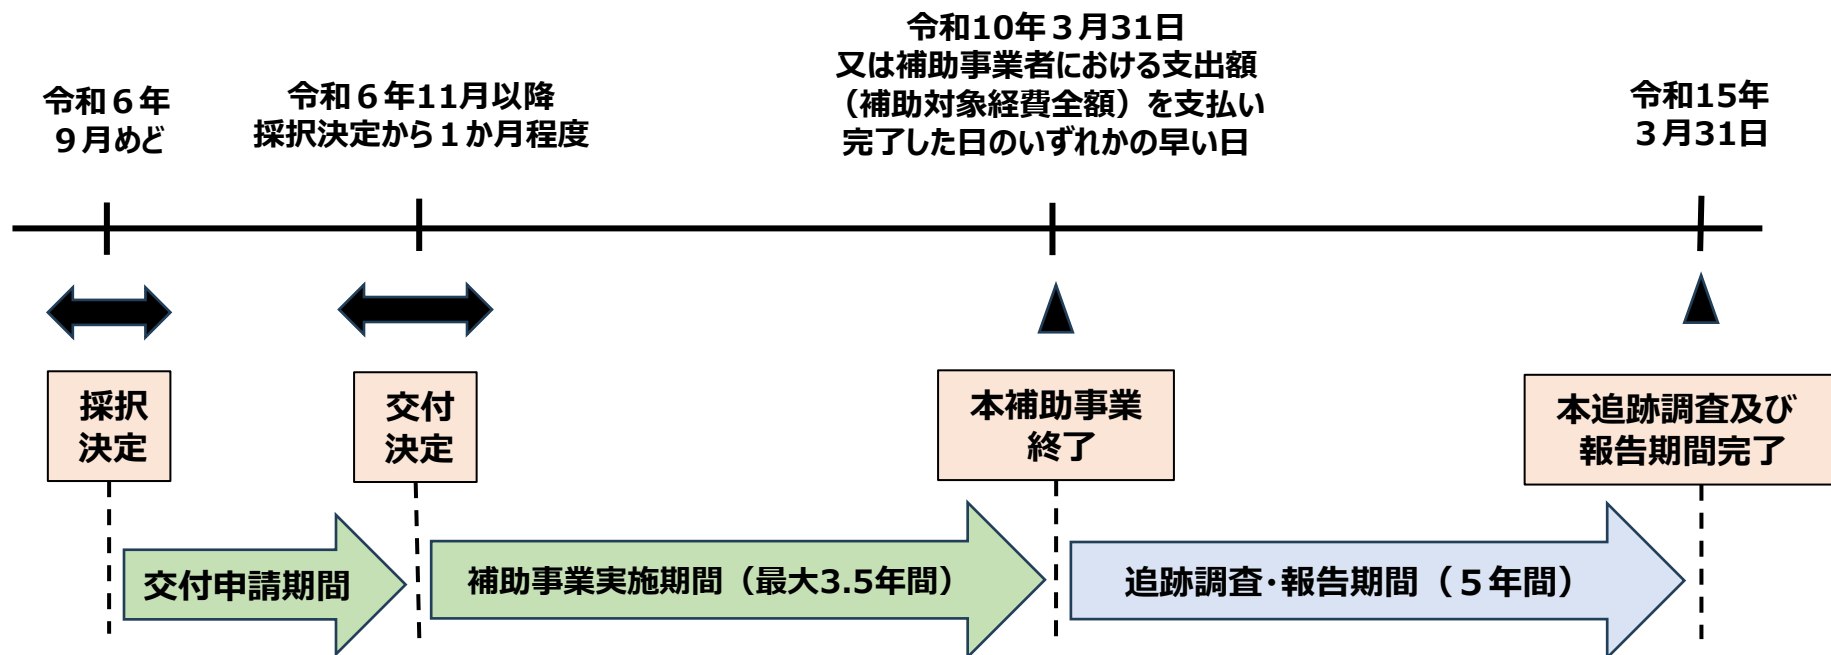 令和６年
９月めど
令和６年11月以降
採択決定から１か月程度
令和10年３月31日
又は補助事業者における支出額
（補助対象経費全額）を支払い
完了した日のいずれかの早い日
令和15年
３月31日
採択
決定
交付
決定
本補助事業
終了
本追跡調査及び
報告期間完了
交付申請期間
補助事業実施期間（最大3.5年間）
追跡調査･報告期間（５年間）